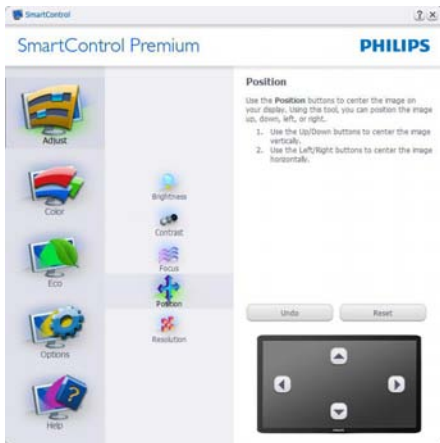 SmartControl
SmartControl Premium
PHILIPS
Adjust
Color
Eco
Options
Help
Brightness
Contrast
Focus
Position
Resolution
Position
Use the Position buttons to center the image on
your display. Using the tool, you can position the image
up, down, left, or right.
1. Use the Up/Down buttons to center the image
vertically.
2. Use the Left/Right buttons to center the image
horizontally.
Undo
Reset